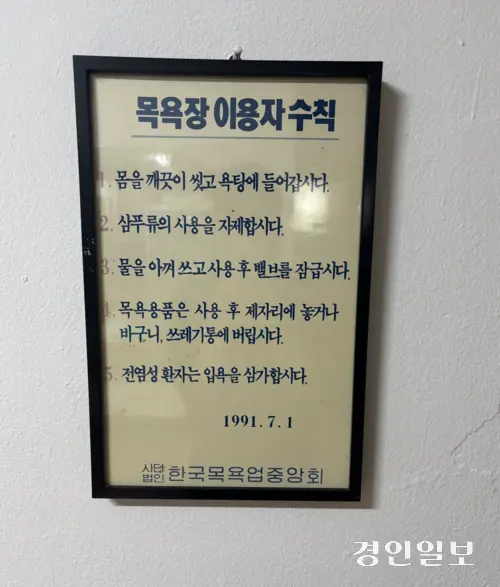 목욕장 이용자 수칙
1. 몸을 깨끗이 씻고 욕탕에 들어갑시다.
2. 샴푸류의 사용을 자제합시다.
3. 물을 아껴 쓰고 사용 후 밸브를 잠급시다.
4. 목욕용품은 사용 후 제자리에 놓거나
바구니, 쓰레기통에 버립시다.
5. 전염성 환자는 입욕을 삼가합시다.
1991. 7. 1
사단법인 한국목욕업중앙회
경인일보